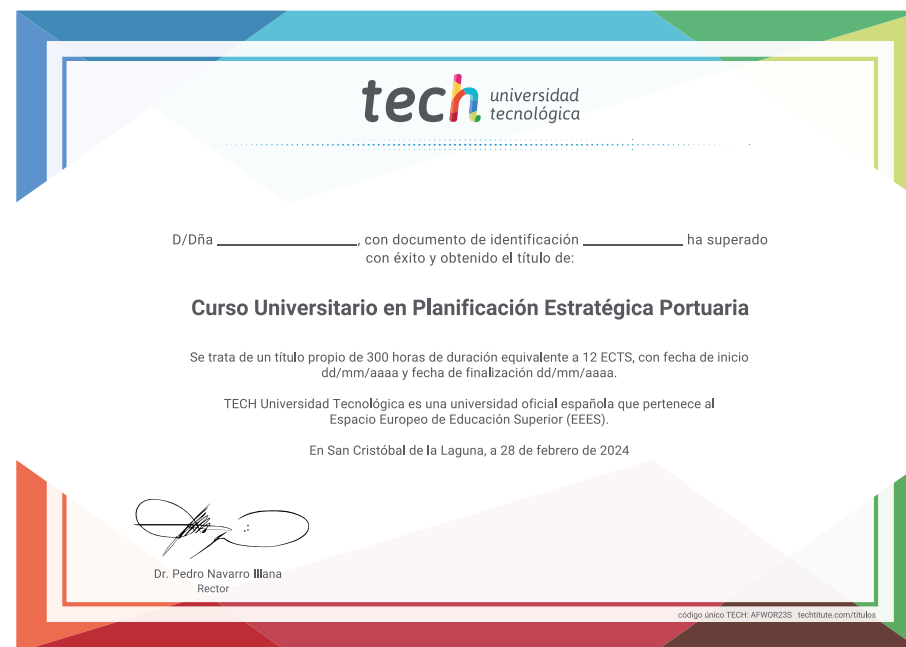 tech universidad
tecnológica
D/Dña ____________________, con documento de identificación ______________ ha superado
con éxito y obtenido el título de:
Curso Universitario en Planificación Estratégica Portuaria
Se trata de un título propio de 300 horas de duración equivalente a 12 ECTS, con fecha de inicio
dd/mm/aaaa y fecha de finalización dd/mm/aaaa.
TECH Universidad Tecnológica es una universidad oficial española que pertenece al
Espacio Europeo de Educación Superior (EEES).
En San Cristóbal de la Laguna, a 28 de febrero de 2024
Dr. Pedro Navarro Illana
Rector
código único TECH: AFWOR23S techtitute.com/titulos